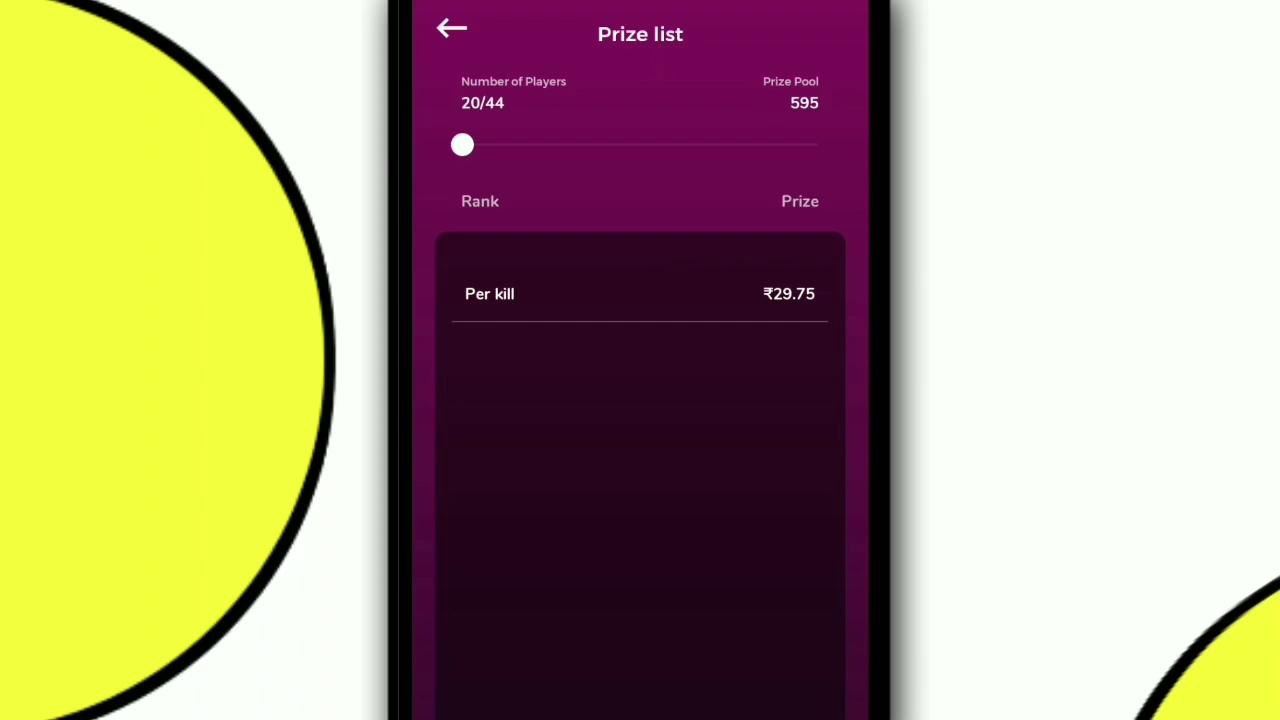 Prize list
Number of Players Prize Pool
20/44 595
Rank Prize
Per kill ₹29.75